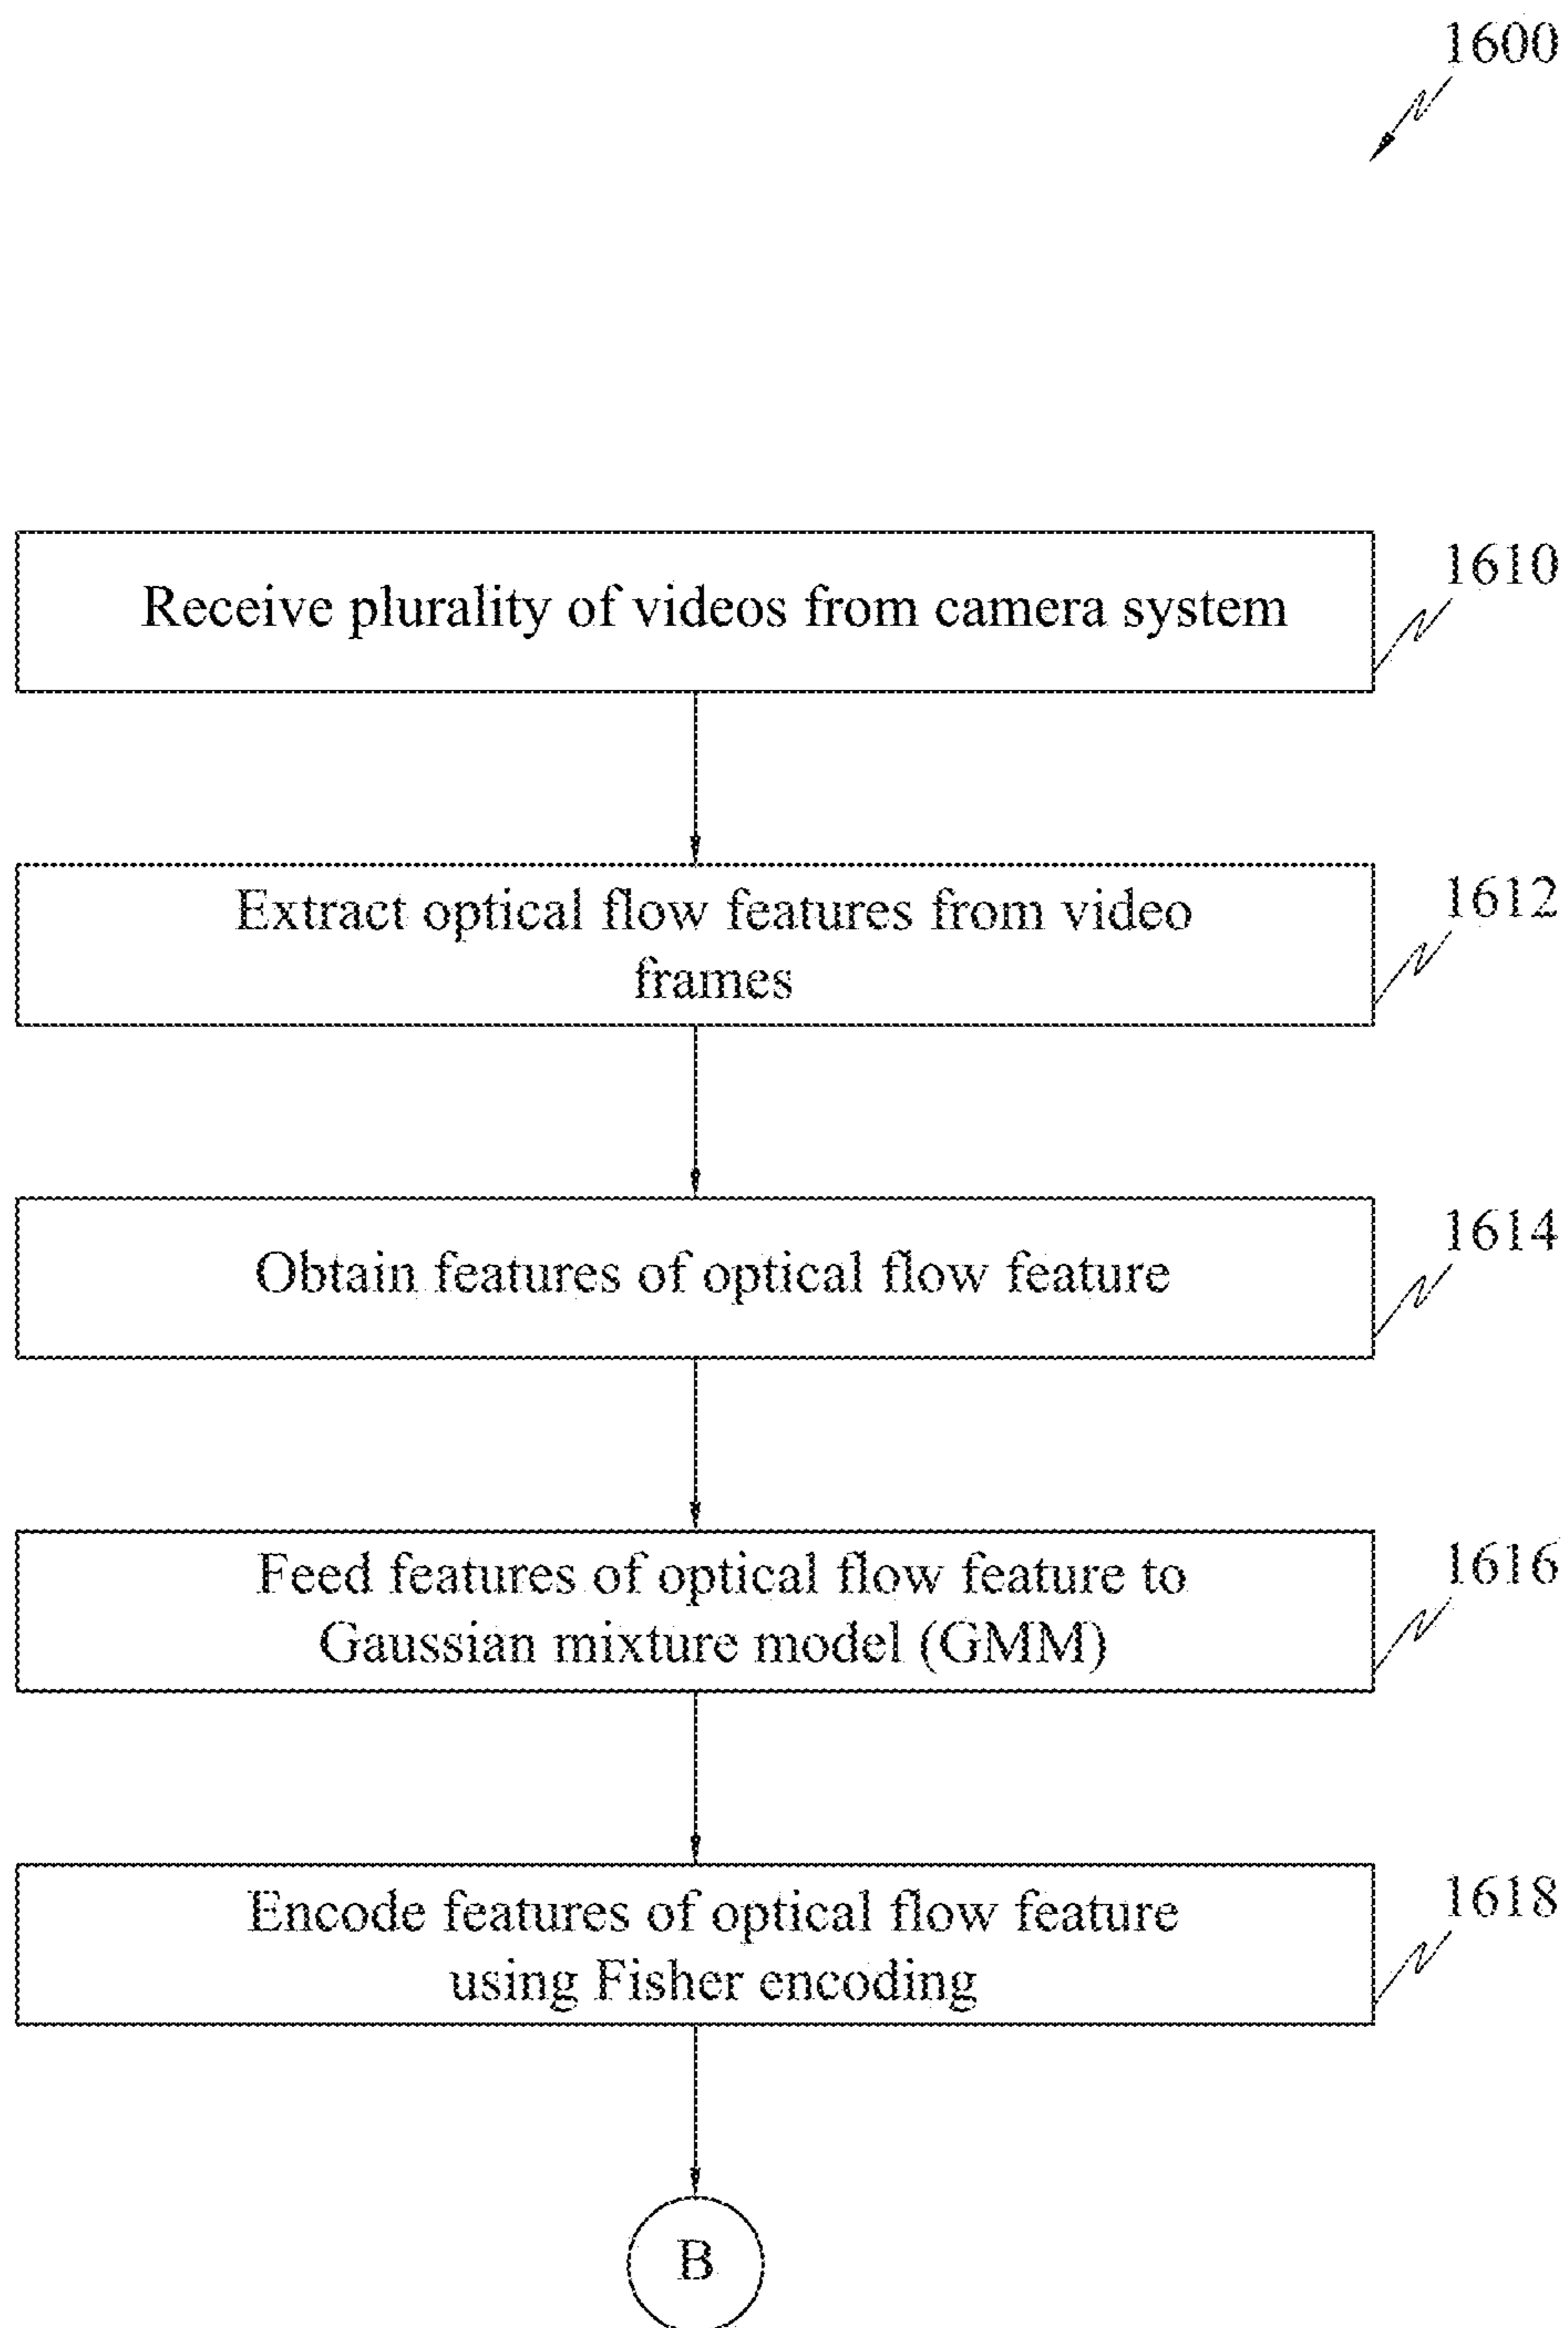 1600
Receive plurality of videos from camera system
1610
Extract optical flow features from video
frames
1612
Obtain features of optical flow feature
1614
Feed features of optical flow feature to
Gaussian mixture model (GMM)
1616
Encode features of optical flow feature
using Fisher encoding
1618
B